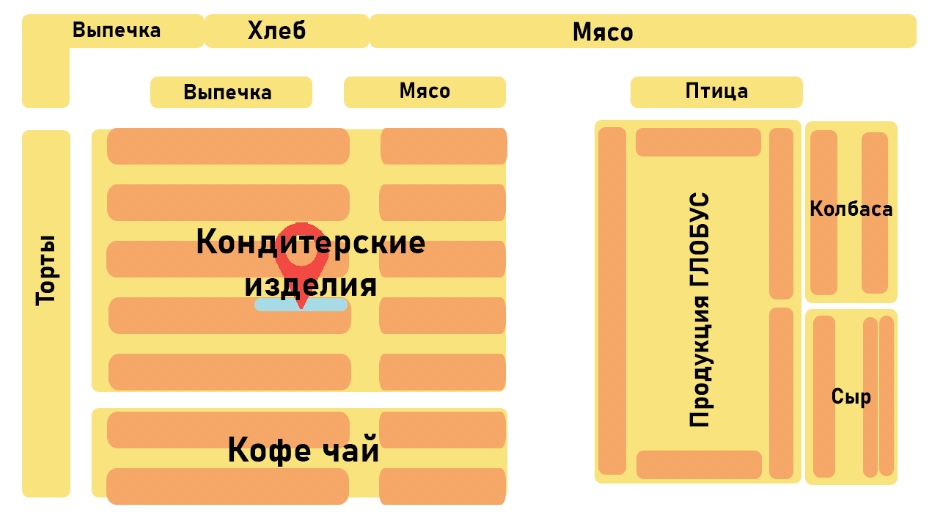 Выпечка
Хлеб
Мясо
Выпечка
Мясо
Птица
Торты
Кондитерские
изделия
Продукция ГЛОБУС
Колбаса
Сыр
Кофе чай